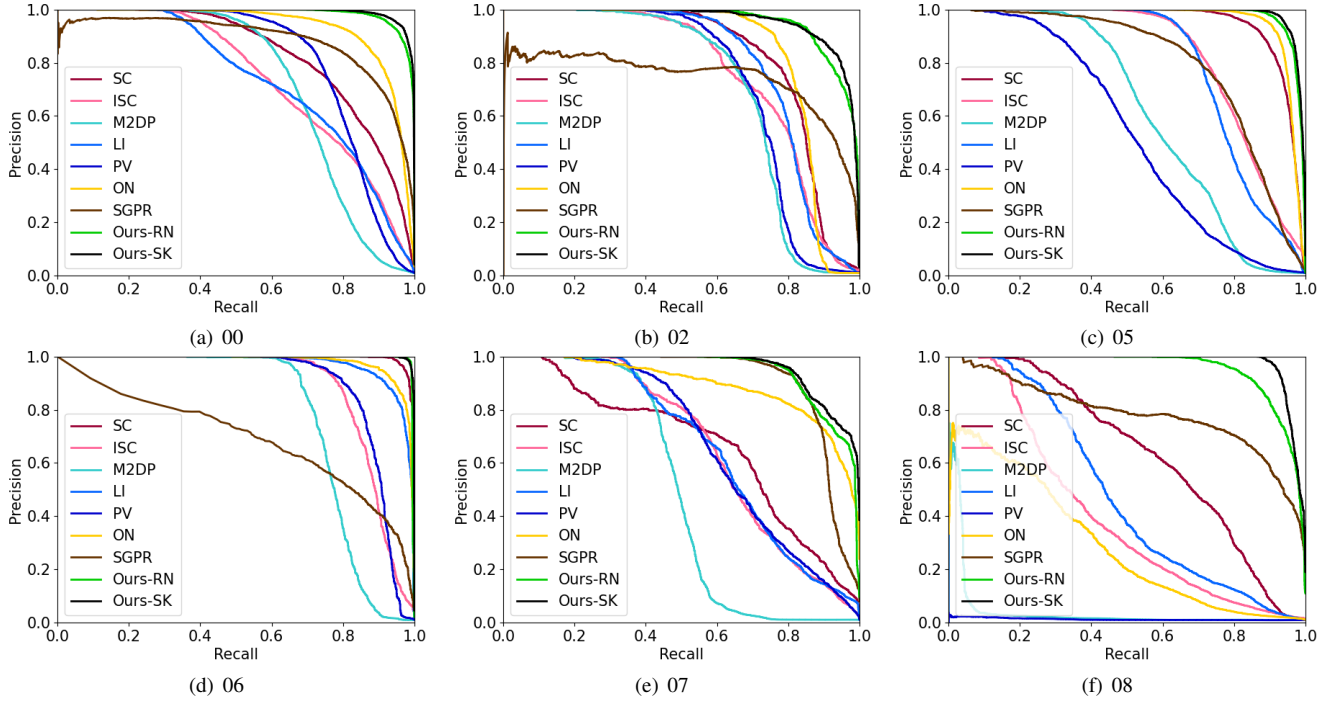 1.0
0.8
0.6
0.4
0.2
0.0
Precision
SC
ISC
M2DP
LI
PV
ON
SGPR
Ours-RN
Ours-SK
0.0 0.2 0.4 0.6 0.8 1.0
Recall
(a) 00
1.0
0.8
0.6
0.4
0.2
0.0
Precision
SC
ISC
M2DP
LI
PV
ON
SGPR
Ours-RN
Ours-SK
0.0 0.2 0.4 0.6 0.8 1.0
Recall
(b) 02
1.0
0.8
0.6
0.4
0.2
0.0
Precision
SC
ISC
M2DP
LI
PV
ON
SGPR
Ours-RN
Ours-SK
0.0 0.2 0.4 0.6 0.8 1.0
Recall
(c) 05
1.0
0.8
0.6
0.4
0.2
0.0
Precision
SC
ISC
M2DP
LI
PV
ON
SGPR
Ours-RN
Ours-SK
0.0 0.2 0.4 0.6 0.8 1.0
Recall
(d) 06
1.0
0.8
0.6
0.4
0.2
0.0
Precision
SC
ISC
M2DP
LI
PV
ON
SGPR
Ours-RN
Ours-SK
0.0 0.2 0.4 0.6 0.8 1.0
Recall
(e) 07
1.0
0.8
0.6
0.4
0.2
0.0
Precision
SC
ISC
M2DP
LI
PV
ON
SGPR
Ours-RN
Ours-SK
0.0 0.2 0.4 0.6 0.8 1.0
Recall
(f) 08